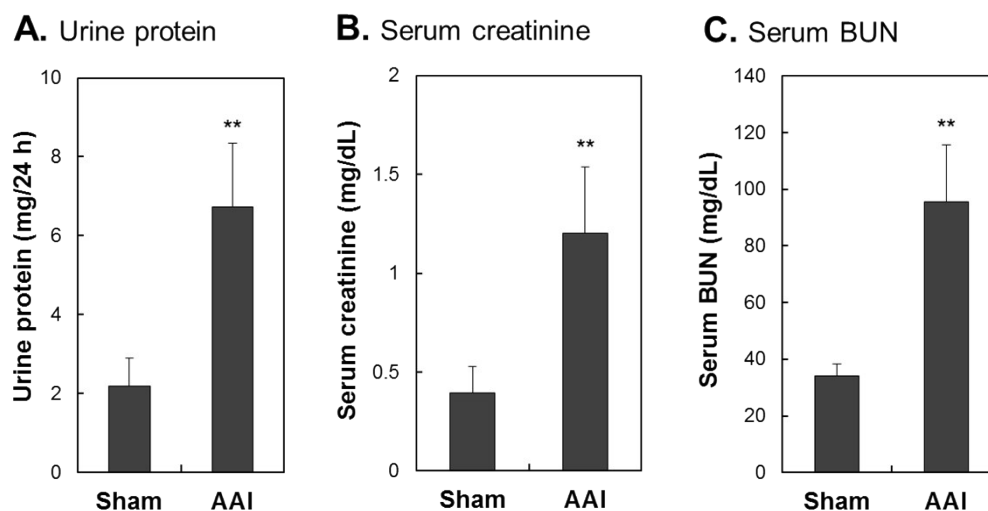 A. Urine protein
Urine protein (mg/24 h)
10
8
6
4
2
0
**
Sham AAI
B. Serum creatinine
Serum creatinine (mg/dL)
2
1.5
1
0.5
0
**
Sham AAI
C. Serum BUN
Serum BUN (mg/dL)
140
120
100
80
60
40
20
0
**
Sham AAI